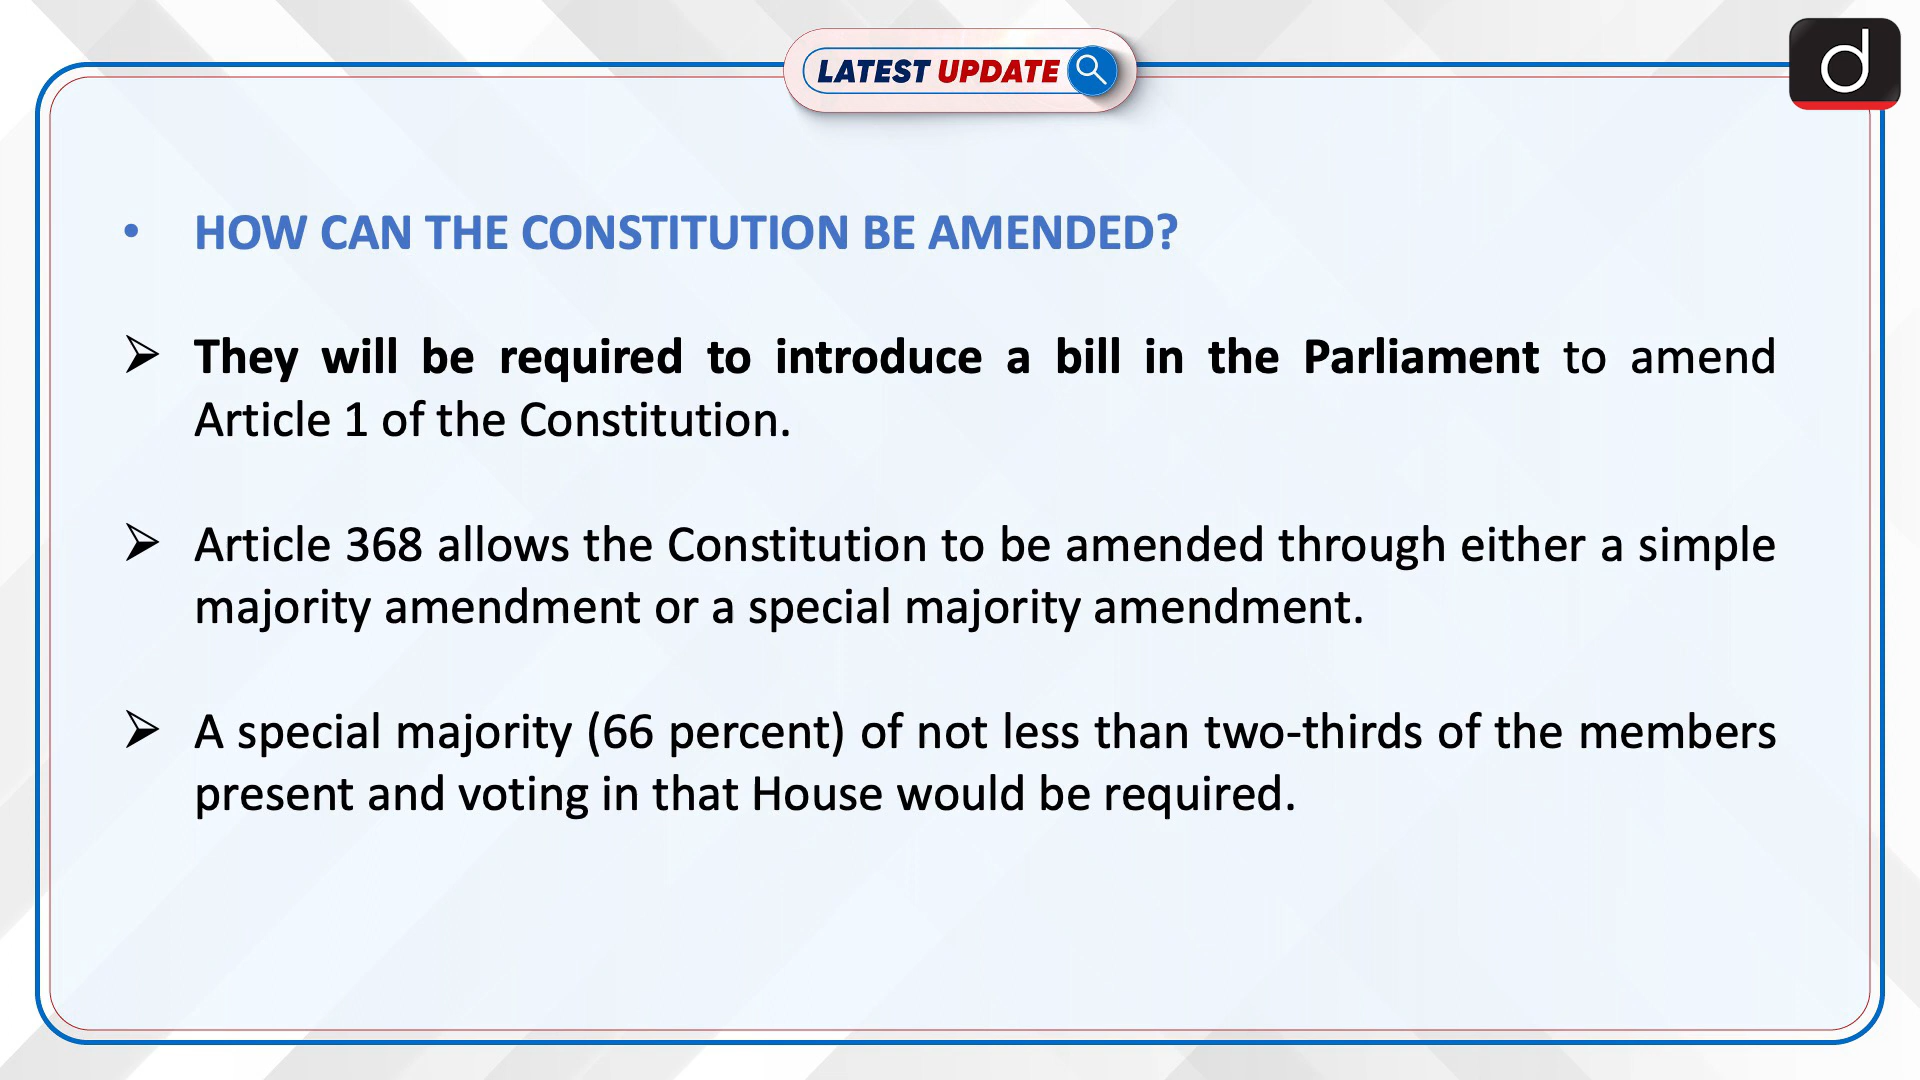 LATEST UPDATE
d
• HOW CAN THE CONSTITUTION BE AMENDED?
➢ They will be required to introduce a bill in the Parliament to amend
Article 1 of the Constitution.
➢ Article 368 allows the Constitution to be amended through either a simple
majority amendment or a special majority amendment.
➢ A special majority (66 percent) of not less than two-thirds of the members
present and voting in that House would be required.